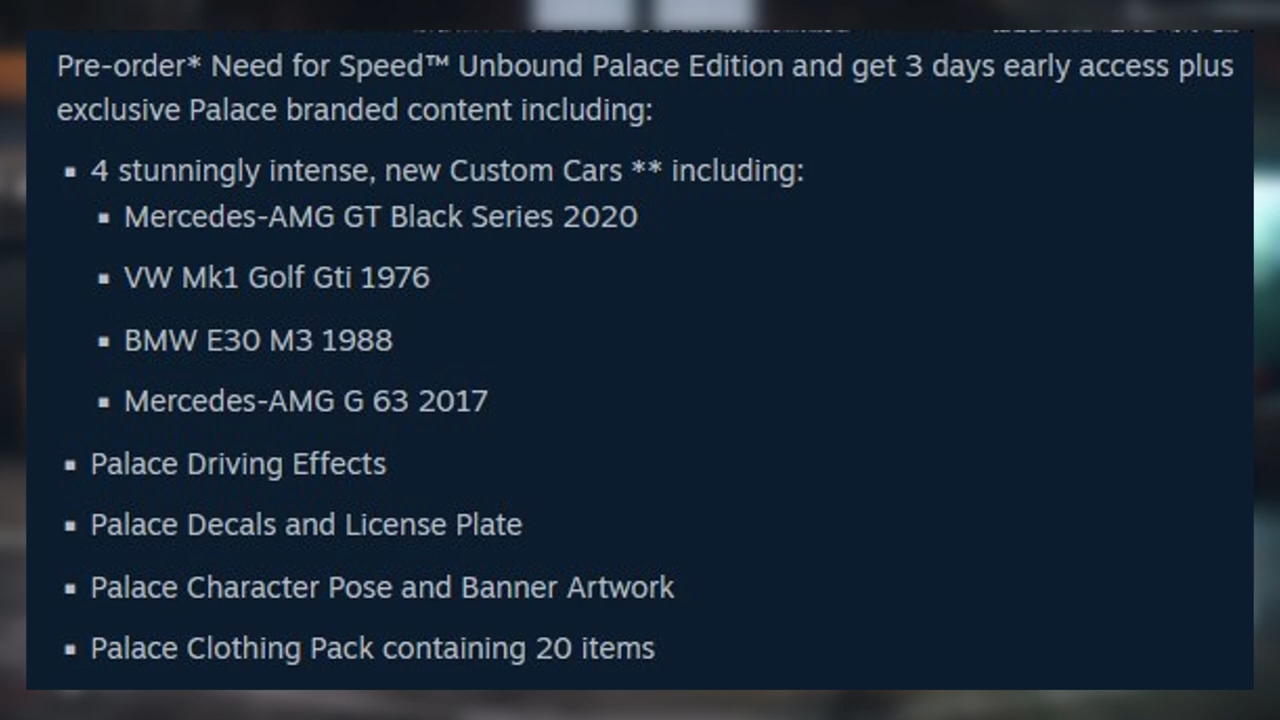 Pre-order* Need for Speed™ Unbound Palace Edition and get 3 days early access plus
exclusive Palace branded content including:
▪ 4 stunningly intense, new Custom Cars ** including:
▪ Mercedes-AMG GT Black Series 2020
▪ VW Mk1 Golf Gti 1976
▪ BMW E30 M3 1988
▪ Mercedes-AMG G 63 2017
▪ Palace Driving Effects
▪ Palace Decals and License Plate
▪ Palace Character Pose and Banner Artwork
▪ Palace Clothing Pack containing 20 items